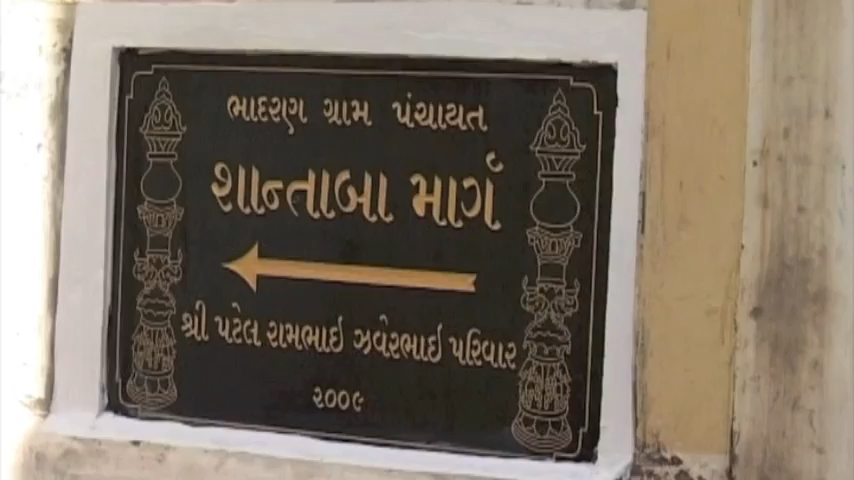 ભાદરણ ગ્રામ પંચાયત
શાન્તાબા માર્ગ
શ્રી પટેલ રામભાઇ ઝવેરભાઇ પરિવાર
૨૦૦૯